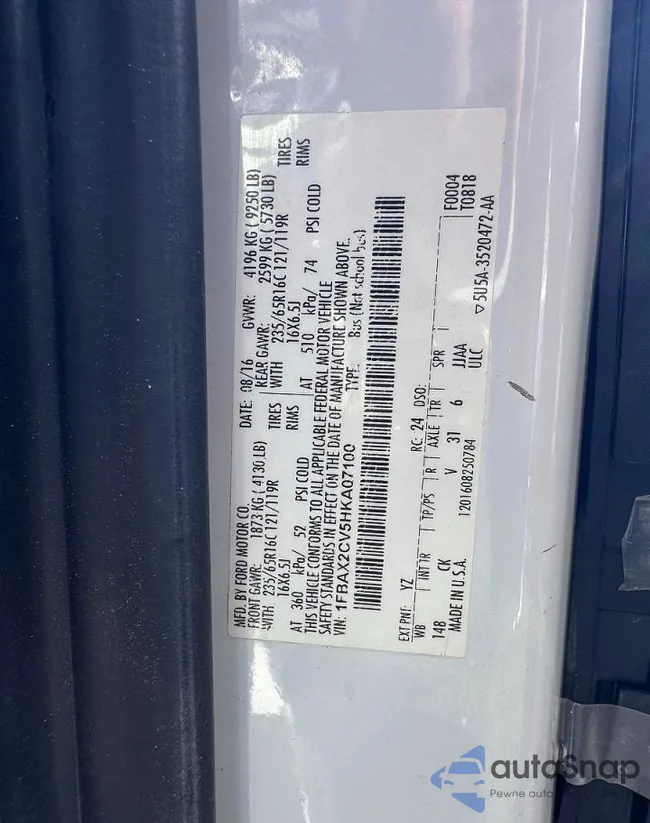 MFD. BY FORD MOTOR CO. DATE: 08/16 GVWR: 4196 KG ( 9250 LB)
FRONT GAWR: 1873 KG ( 4130 LB) REAR GAWR: 2599 KG ( 5730 LB)
WITH 235/65R16C 121/119R TIRES WITH 235/65R16C 121/119R TIRES
16X6.5J RIMS 16X6.5J RIMS
AT 360 kPa/ 52 PSI COLD AT 510 kPa/ 74 PSI COLD
THIS VEHICLE CONFORMS TO ALL APPLICABLE FEDERAL MOTOR VEHICLE
SAFETY STANDARDS IN EFFECT ON THE DATE OF MANUFACTURE SHOWN ABOVE.
VIN: 1FBAX2CV5HKA07100 TYPE: Bus (Not school bus)
EXT PNT: YZ RC: 24 DSO: F0004
WB INT TR TP/PS R AXLE TR SPR T0818
148 CK V 31 6 JJAA
MADE IN U.S.A. 1201608250784 ULC
▽5U5A-3520472-AA
autoSnap
Pewne auto